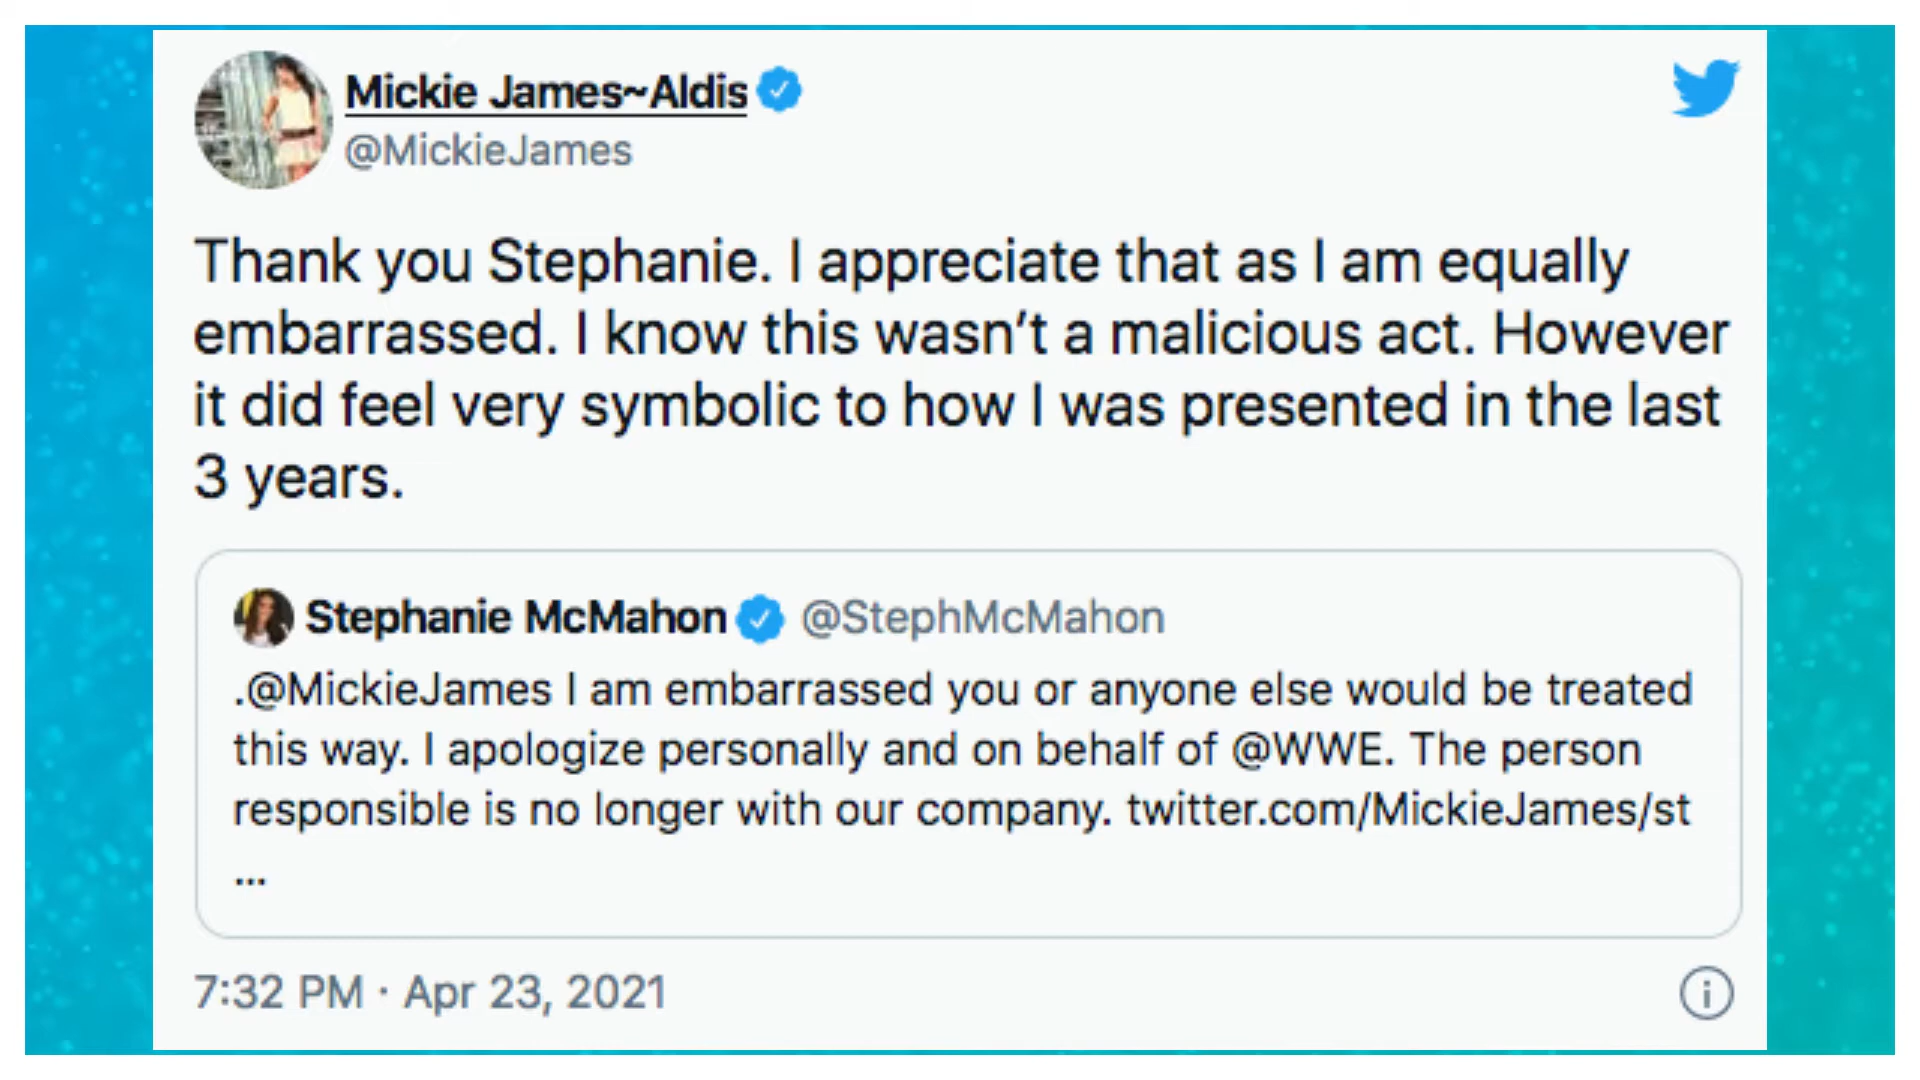 Mickie James~Aldis
@MickieJames
Thank you Stephanie. I appreciate that as I am equally
embarrassed. I know this wasn’t a malicious act. However
it did feel very symbolic to how I was presented in the last
3 years.
Stephanie McMahon @StephMcMahon
.@MickieJames I am embarrassed you or anyone else would be treated
this way. I apologize personally and on behalf of @WWE. The person
responsible is no longer with our company. twitter.com/MickieJames/st
...
7:32 PM · Apr 23, 2021